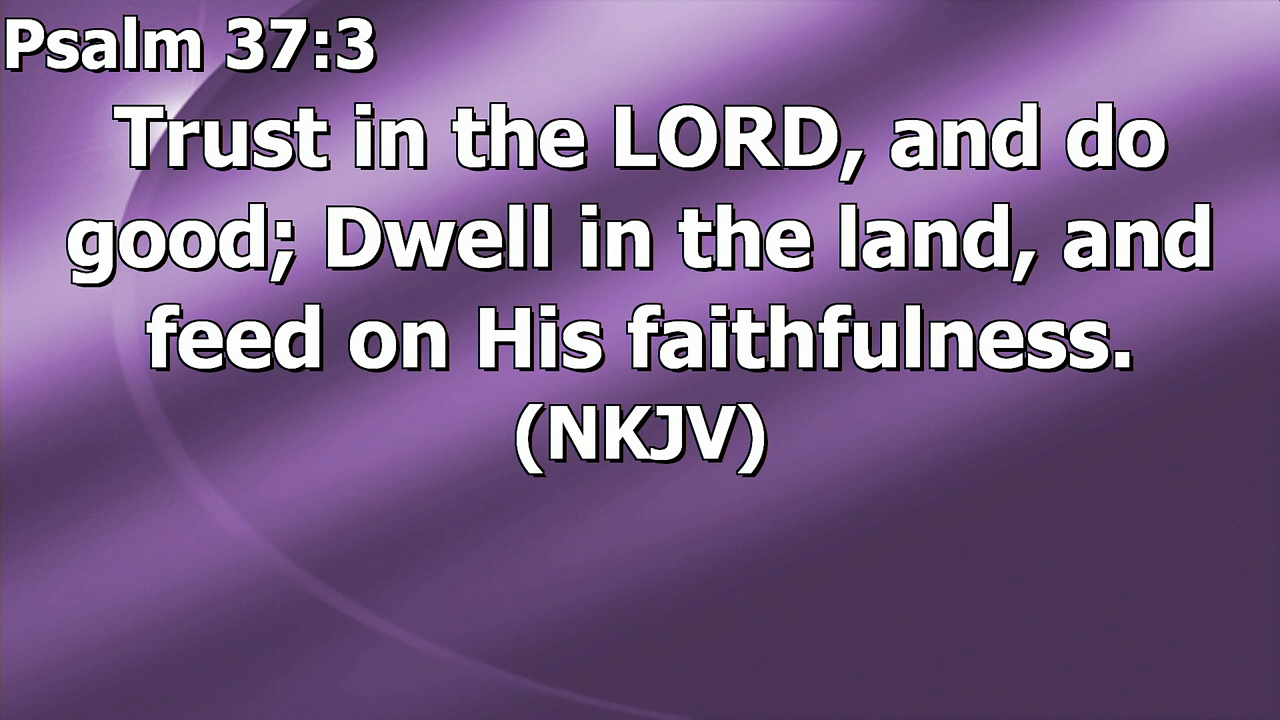 Psalm 37:3
Trust in the LORD, and do
good; Dwell in the land, and
feed on His faithfulness.
(NKJV)